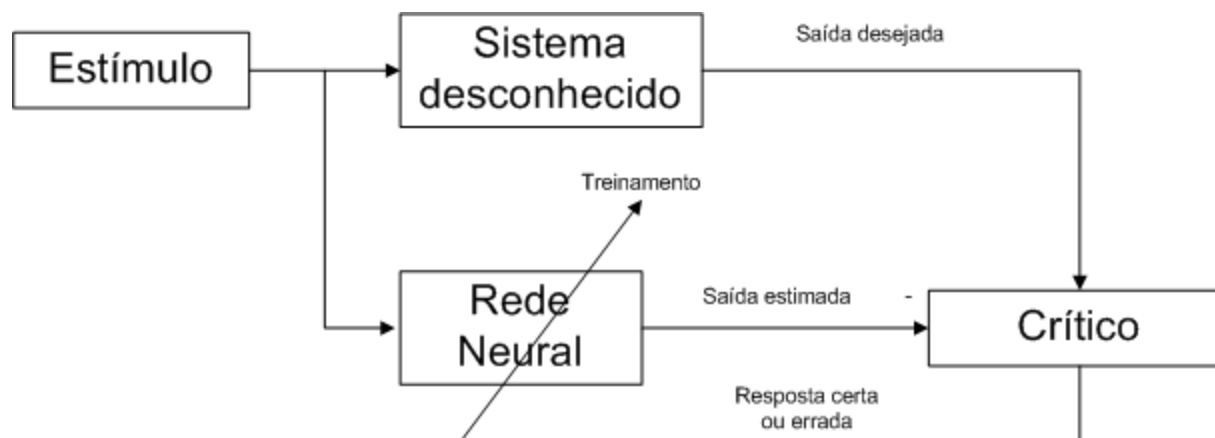 Estímulo
Sistema
desconhecido
Saída desejada
Treinamento
Rede
Neural
Saída estimada -
Crítico
Resposta certa
ou errada